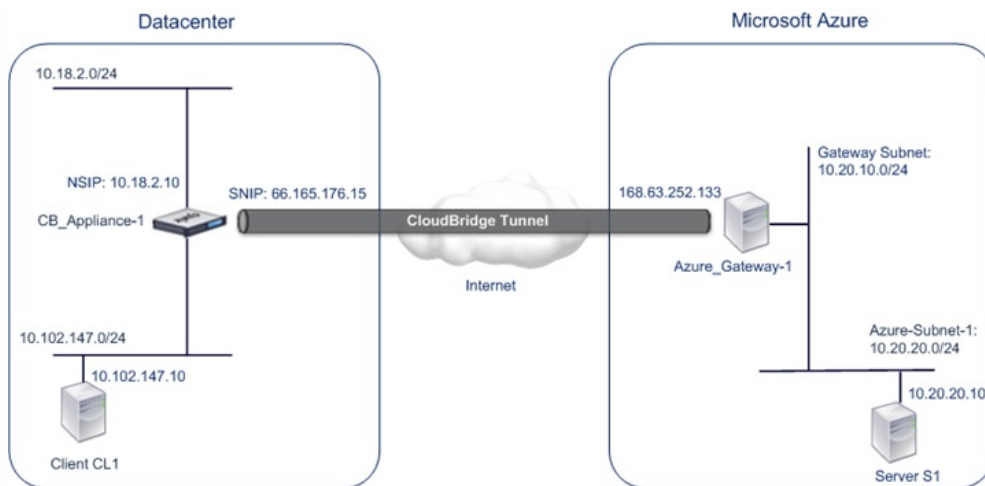 Datacenter
10.18.2.0/24
NSIP: 10.18.2.10
CB_Appliance-1
SNIP: 66.165.176.15
10.102.147.0/24
10.102.147.10
Client CL1
CloudBridge Tunnel
Internet
Microsoft Azure
168.63.252.133
Azure_Gateway-1
Gateway Subnet:
10.20.10.0/24
Azure-Subnet-1:
10.20.20.0/24
10.20.20.10
Server S1